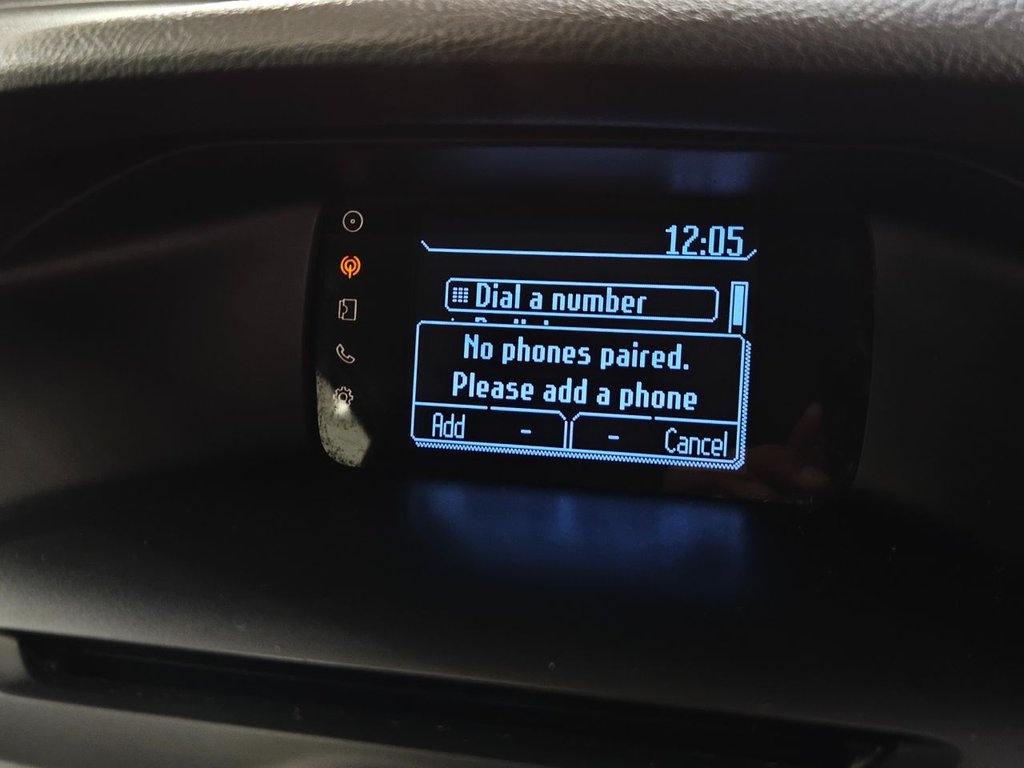 12:05
Dial a number
No phones paired.
Please add a phone
Add - - Cancel